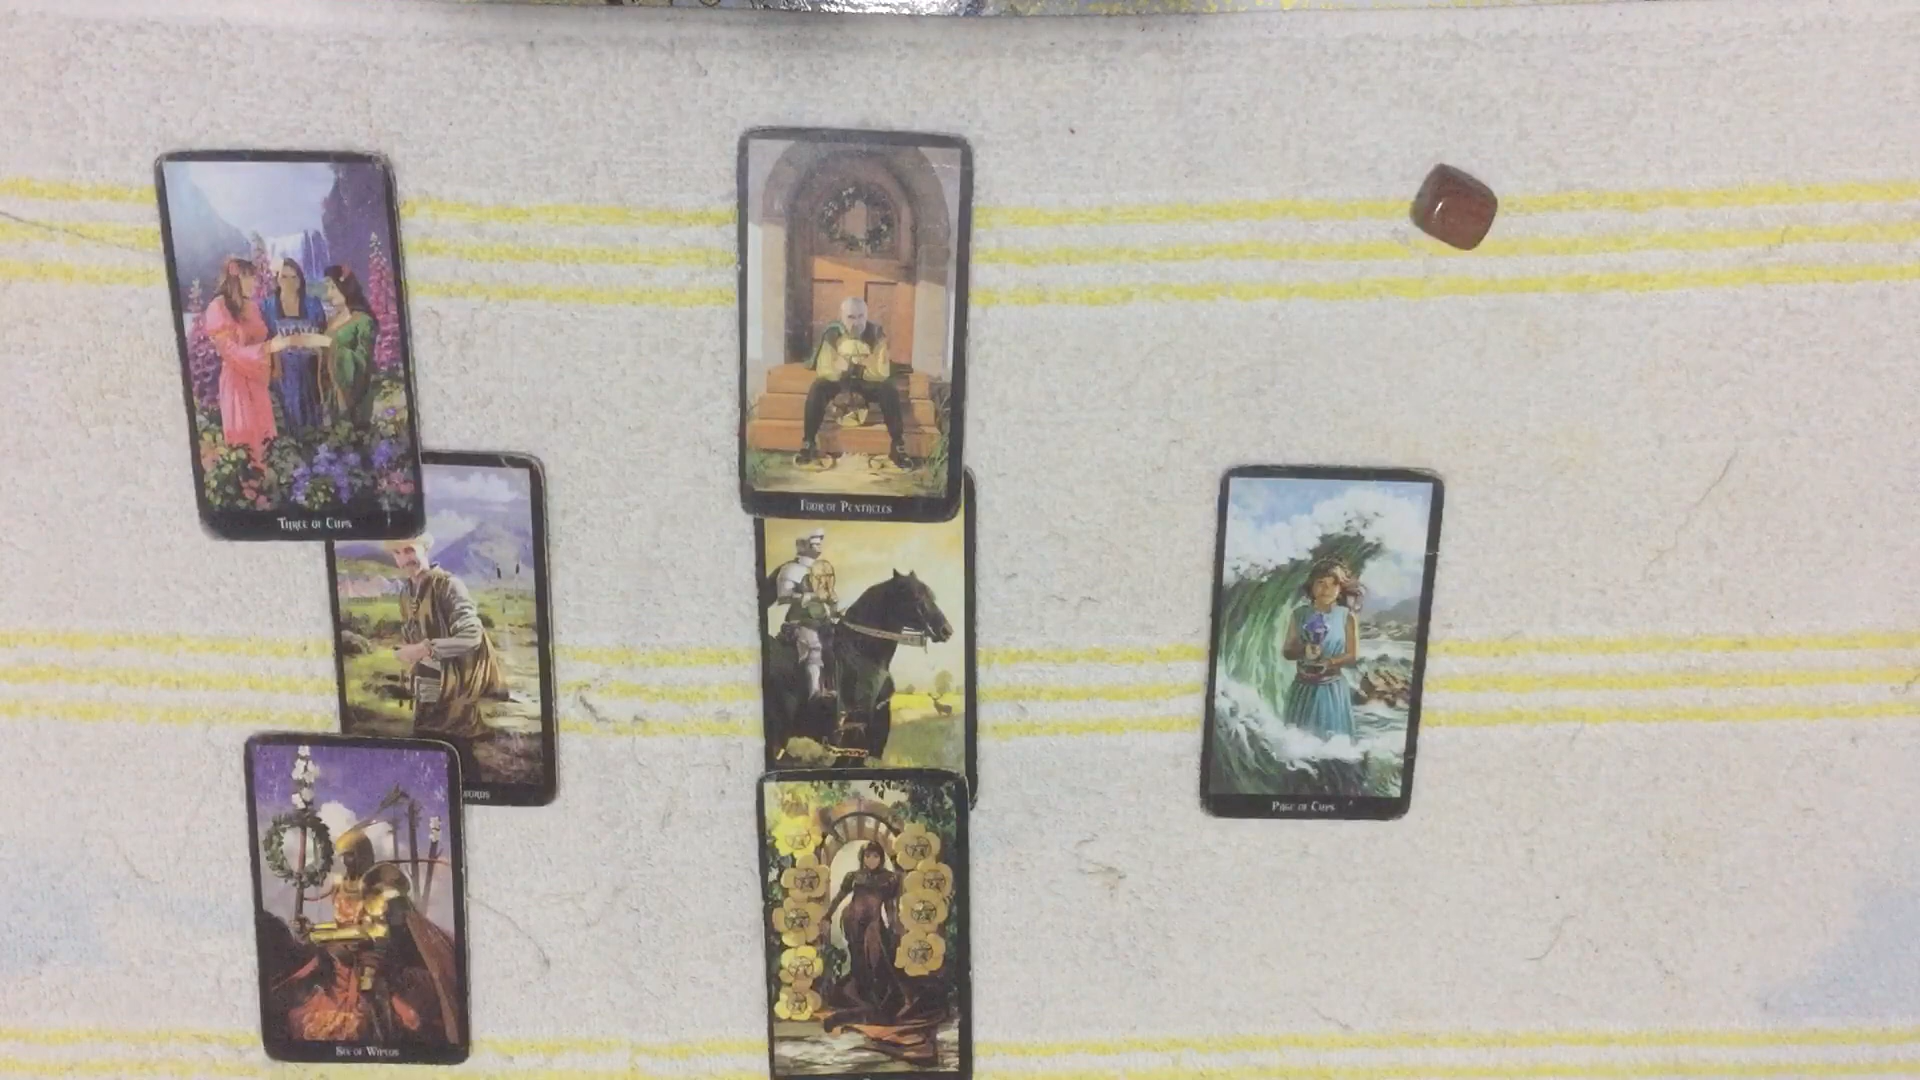 Three of Cups
Four of Pentacles
Page of Cups
Six of Wands